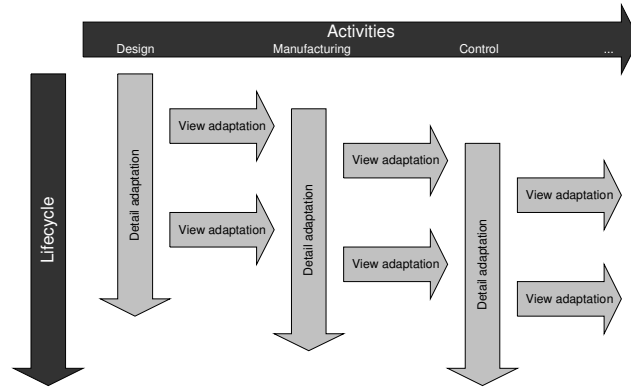 Activities
Design Manufacturing Control ...
Lifecycle
Detail adaptation
View adaptation
View adaptation
Detail adaptation
View adaptation
View adaptation
Detail adaptation
View adaptation
View adaptation